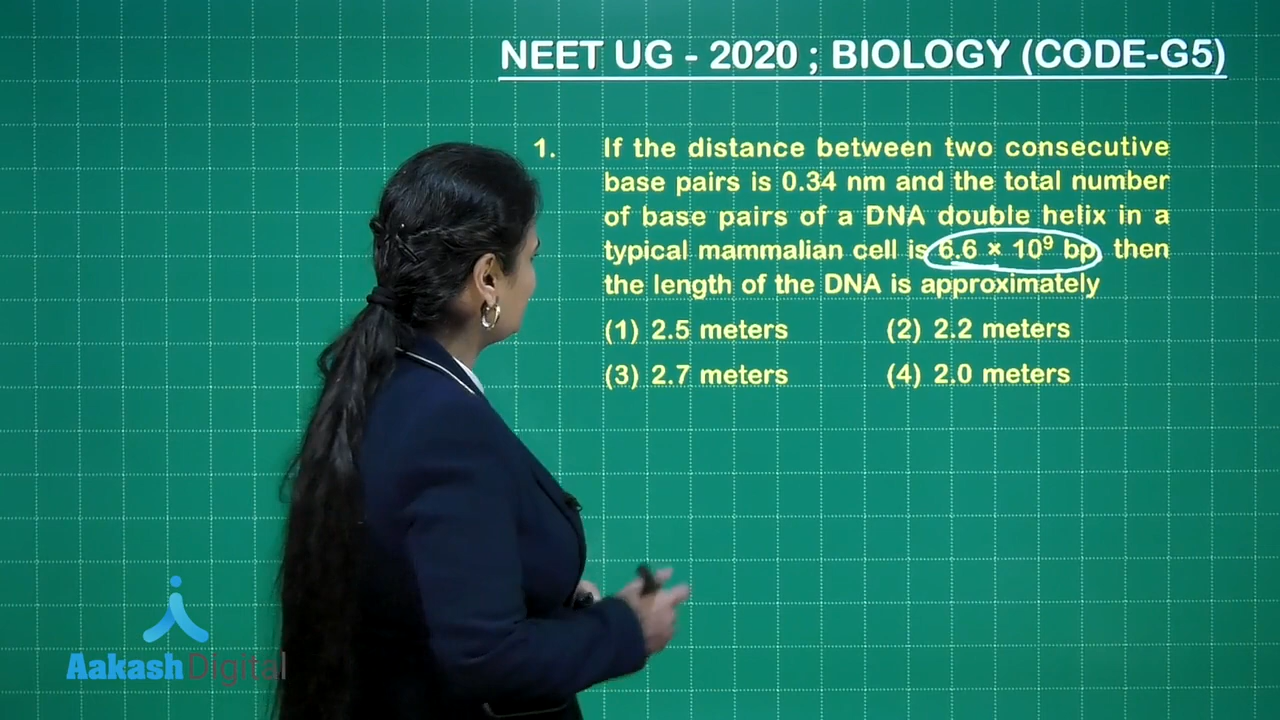 NEET UG - 2020 ; BIOLOGY (CODE-G5)
1. If the distance between two consecutive
base pairs is 0.34 nm and the total number
of base pairs of a DNA double helix in a
typical mammalian cell is 6.6 × 10⁹ bp, then
the length of the DNA is approximately
(1) 2.5 meters (2) 2.2 meters
(3) 2.7 meters (4) 2.0 meters
Aakash Digital